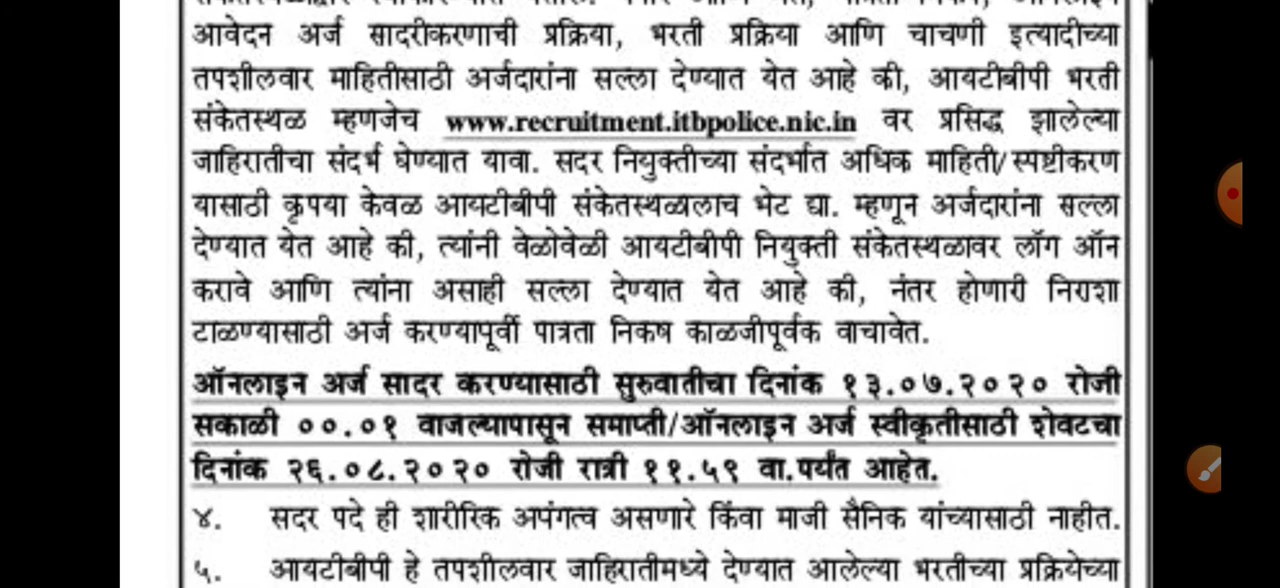 आवेदन अर्ज सादरीकरणाची प्रक्रिया, भरती प्रक्रिया आणि चाचणी इत्यादीच्या
तपशीलवार माहितीसाठी अर्जदारांना सल्ला देण्यात येत आहे की, आयटीबीपी भरती
संकेतस्थळ म्हणजेच www.recruitment.itbpolice.nic.in वर प्रसिद्ध झालेल्या
जाहिरातीचा संदर्भ घेण्यात यावा. सदर नियुक्तीच्या संदर्भात अधिक माहिती/स्पष्टीकरण
यासाठी कृपया केवळ आयटीबीपी संकेतस्थळालाच भेट द्या. म्हणून अर्जदारांना सल्ला
देण्यात येत आहे की, त्यांनी वेळोवेळी आयटीबीपी नियुक्ती संकेतस्थळावर लॉग ऑन
करावे आणि त्यांना असाही सल्ला देण्यात येत आहे की, नंतर होणारी निराशा
टाळण्यासाठी अर्ज करण्यापूर्वी पात्रता निकष काळजीपूर्वक वाचावेत.
ऑनलाइन अर्ज सादर करण्यासाठी सुरुवातीचा दिनांक १३.०७.२०२० रोजी
सकाळी ००.०१ वाजल्यापासून समाप्ती/ऑनलाइन अर्ज स्वीकृतीसाठी शेवटचा
दिनांक २६.०८.२०२० रोजी रात्री ११.५९ वा.पर्यंत आहेत.
४. सदर पदे ही शारीरिक अपंगत्व असणारे किंवा माजी सैनिक यांच्यासाठी नाहीत.
५. आयटीबीपी हे तपशीलवार जाहिरातीमध्ये देण्यात आलेल्या भरतीच्या प्रक्रियेच्या